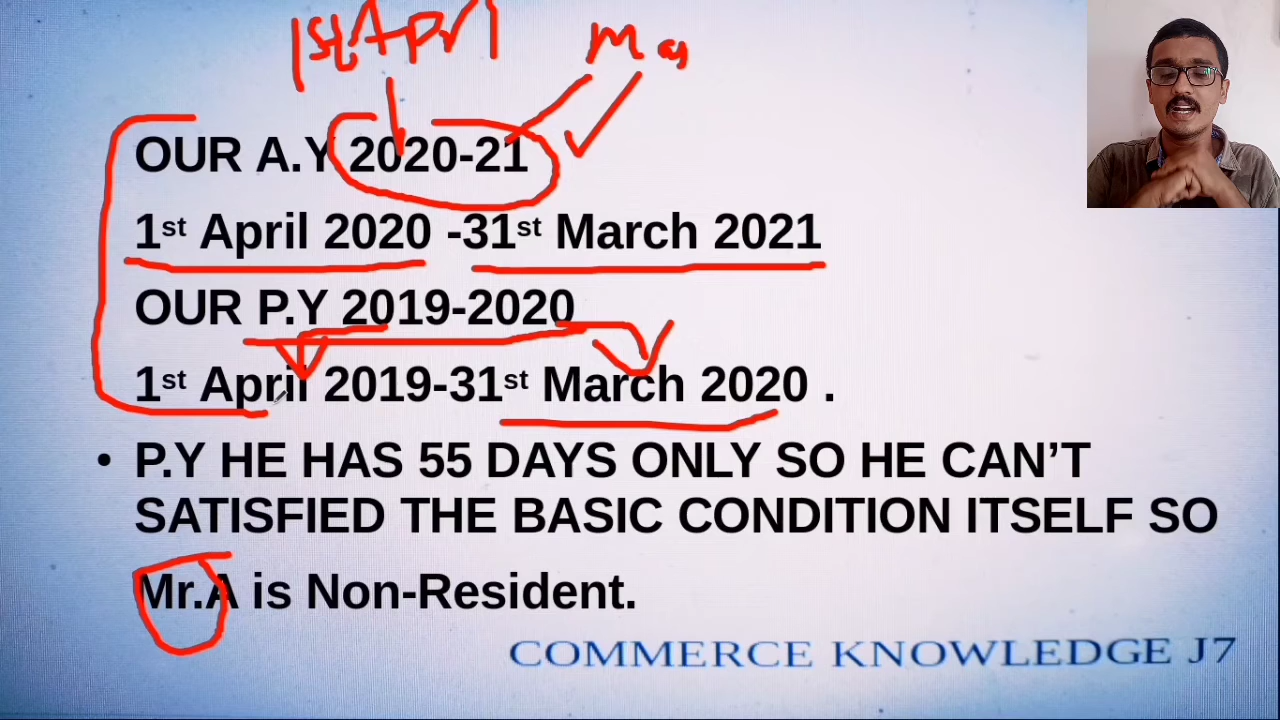 1st April Ma
OUR A.Y 2020-21
1st April 2020 -31st March 2021
OUR P.Y 2019-2020
1st April 2019-31st March 2020 .
• P.Y HE HAS 55 DAYS ONLY SO HE CAN’T
SATISFIED THE BASIC CONDITION ITSELF SO
Mr.A is Non-Resident.
COMMERCE KNOWLEDGE J7